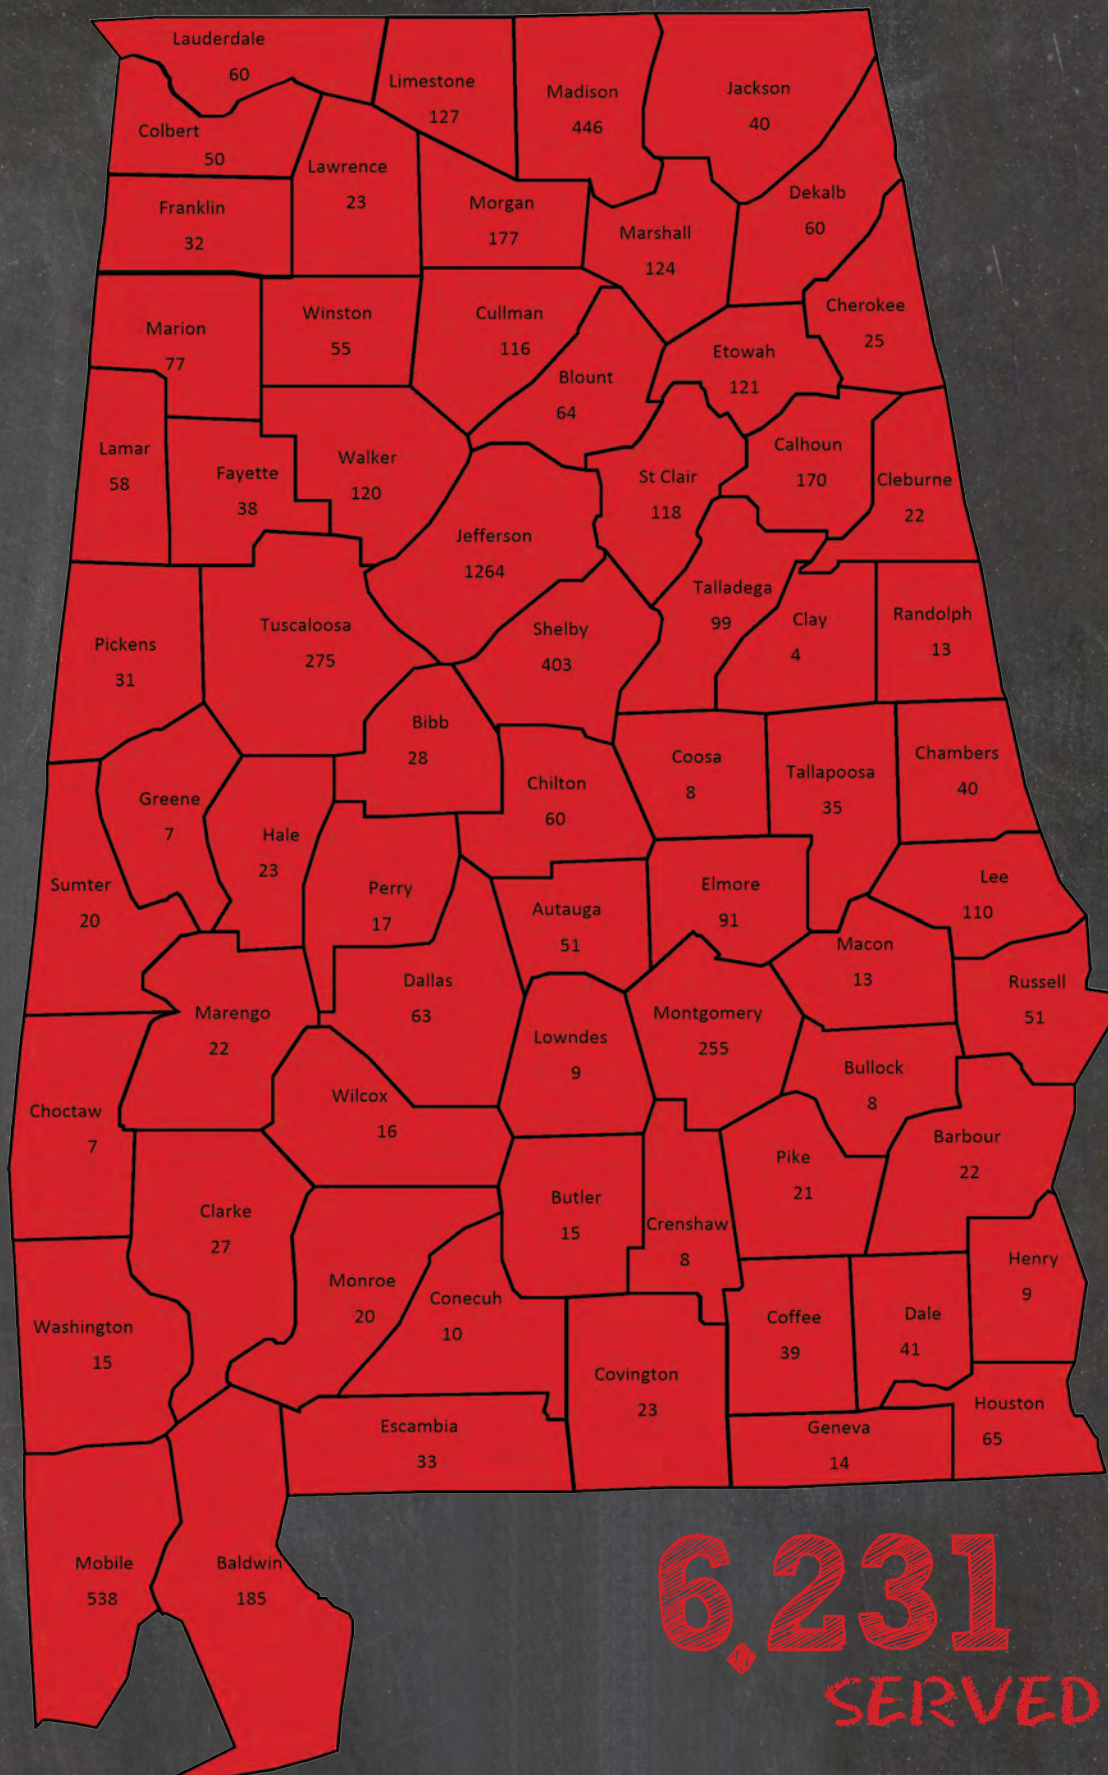 Lauderdale
60
Limestone
127
Madison
446
Jackson
40
Colbert
50
Lawrence
23
Franklin
32
Morgan
177
Marshall
124
Dekalb
60
Cherokee
25
Marion
77
Winston
55
Cullman
116
Blount
64
Etowah
121
Lamar
58
Fayette
38
Walker
120
Jefferson
1264
St Clair
118
Calhoun
170
Cleburne
22
Talladega
99
Clay
4
Randolph
13
Pickens
31
Tuscaloosa
275
Shelby
403
Bibb
28
Chilton
60
Coosa
8
Tallapoosa
35
Chambers
40
Greene
7
Hale
23
Sumter
20
Perry
17
Autauga
51
Elmore
91
Lee
110
Macon
13
Russell
51
Dallas
63
Marengo
22
Lowndes
9
Montgomery
255
Bullock
8
Choctaw
7
Wilcox
16
Barbour
22
Pike
21
Clarke
27
Butler
15
Crenshaw
8
Henry
9
Monroe
20
Conecuh
10
Washington
15
Coffee
39
Dale
41
Covington
23
Houston
65
Escambia
33
Geneva
14
Mobile
538
Baldwin
185
6,231
SERVED